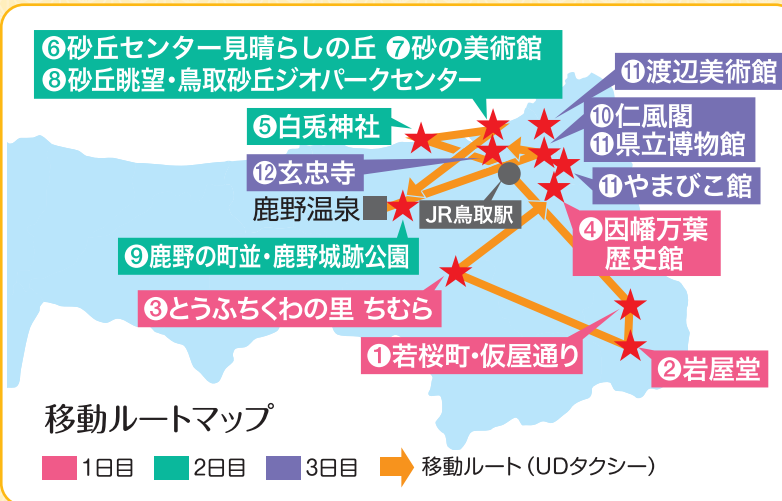 ❻砂丘センター見晴らしの丘 ❼砂の美術館
❽砂丘眺望・鳥取砂丘ジオパークセンター
⓫渡辺美術館
❿仁風閣
⓫県立博物館
❺白兎神社
⓬玄忠寺
⓫やまびこ館
鹿野温泉
JR鳥取駅
❹因幡万葉
歴史館
❾鹿野の町並・鹿野城跡公園
❸とうふちくわの里 ちむら
❶若桜町・仮屋通り
❷岩屋堂
移動ルートマップ
1日目 2日目 3日目 移動ルート（UDタクシー）